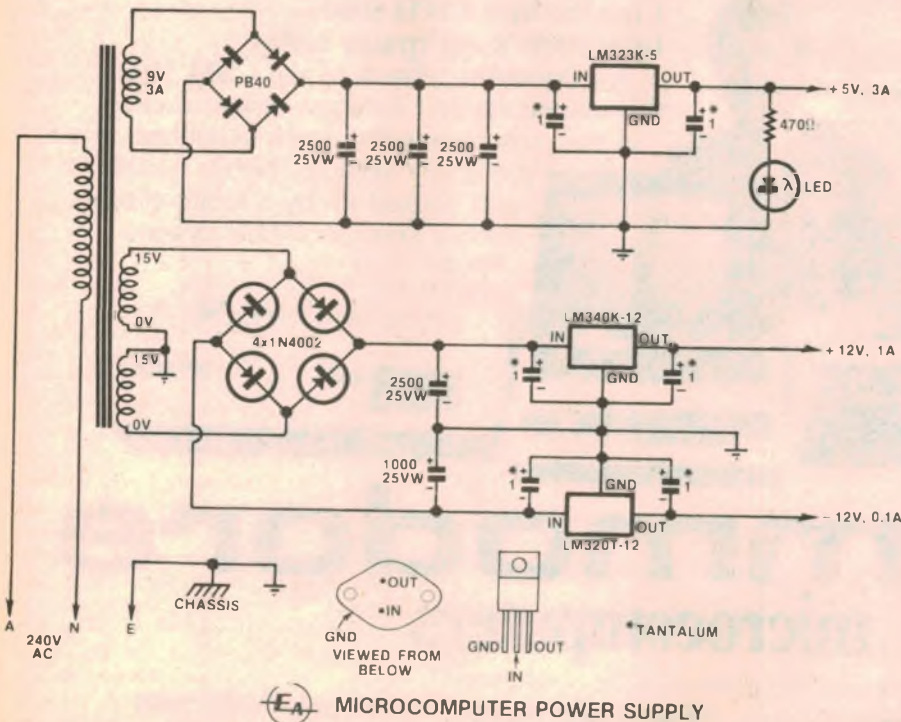 9V
3A
PB40
2500
25VW
+
-
2500
25VW
+
-
2500
25VW
+
-
*
1
+
-
LM323K-5
IN
OUT
GND
*
1
+
-
+5V, 3A
470Ω
λ LED
15V
0V
15V
0V
4x1N4002
2500
25VW
+
-
1000
25VW
+
-
*
1
+
-
LM340K-12
IN
OUT
GND
*
1
+
-
+12V, 1A
*
1
+
-
GND
IN
OUT
LM320T-12
*
1
+
-
-12V, 0.1A
A
N
E
240V
AC
CHASSIS
*OUT
*IN
GND
VIEWED FROM
BELOW
GND
OUT
IN
*TANTALUM
EA MICROCOMPUTER POWER SUPPLY